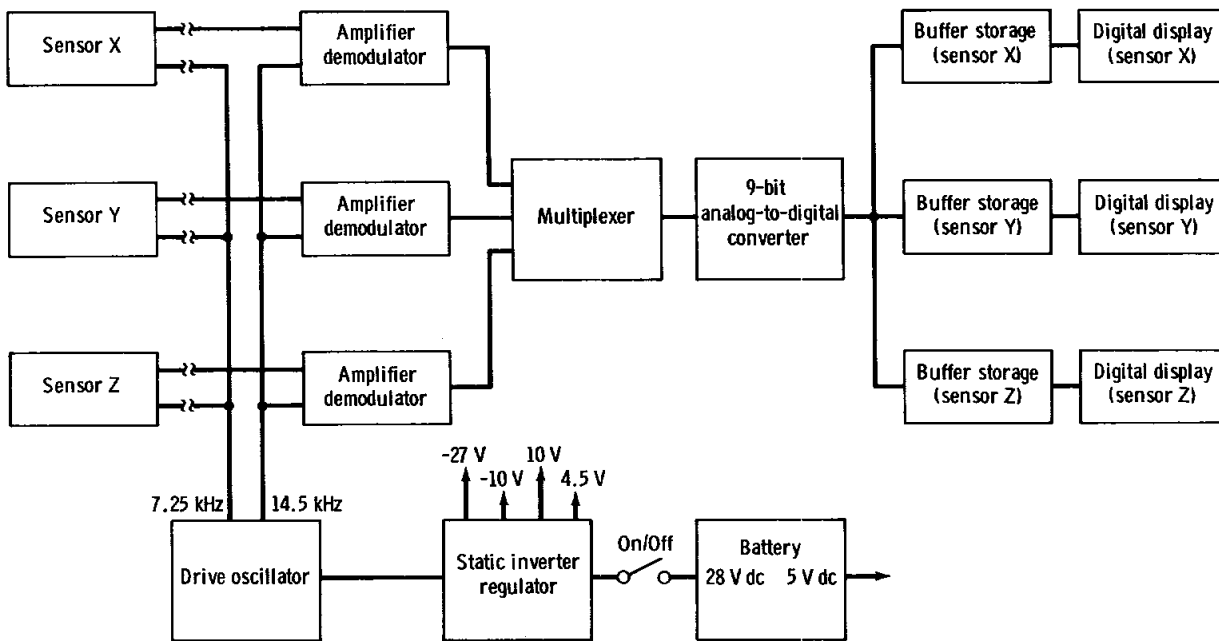 Sensor X
Amplifier
demodulator
Buffer storage
(sensor X)
Digital display
(sensor X)
Sensor Y
Amplifier
demodulator
Multiplexer
9-bit
analog-to-digital
converter
Buffer storage
(sensor Y)
Digital display
(sensor Y)
Sensor Z
Amplifier
demodulator
Buffer storage
(sensor Z)
Digital display
(sensor Z)
-27 V
10 V
-10 V
4.5 V
7.25 kHz
14.5 kHz
Drive oscillator
Static inverter
regulator
On/Off
Battery
28 V dc 5 V dc